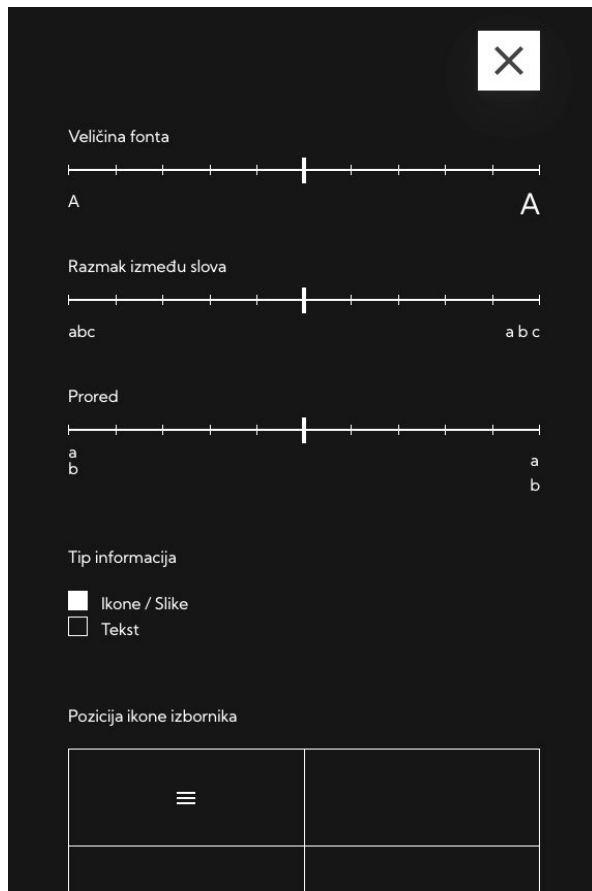 Veličina fonta
A A
Razmak između slova
abc a b c
Prored
a a
b b
Tip informacija
Ikone / Slike
Tekst
Pozicija ikone izbornika